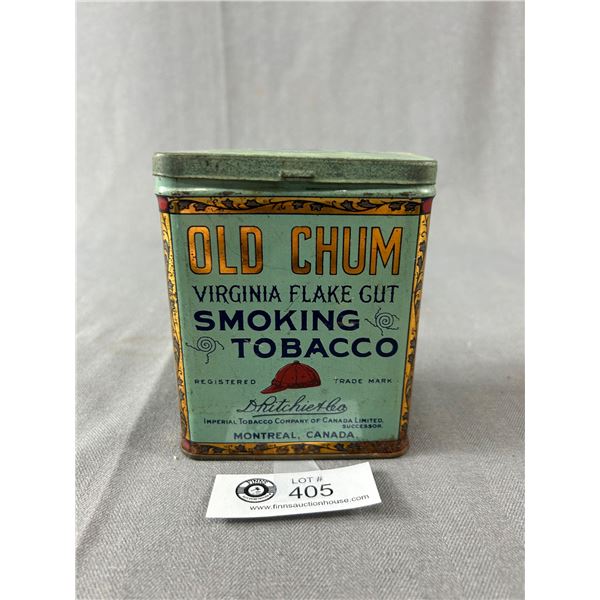 OLD CHUM
VIRGINIA FLAKE CUT
SMOKING
TOBACCO
REGISTERED TRADE MARK
D. Ritchie & Co
IMPERIAL TOBACCO COMPANY OF CANADA LIMITED.
SUCCESSOR.
MONTREAL, CANADA.
LOT #
405
www.finnsauctionhouse.com